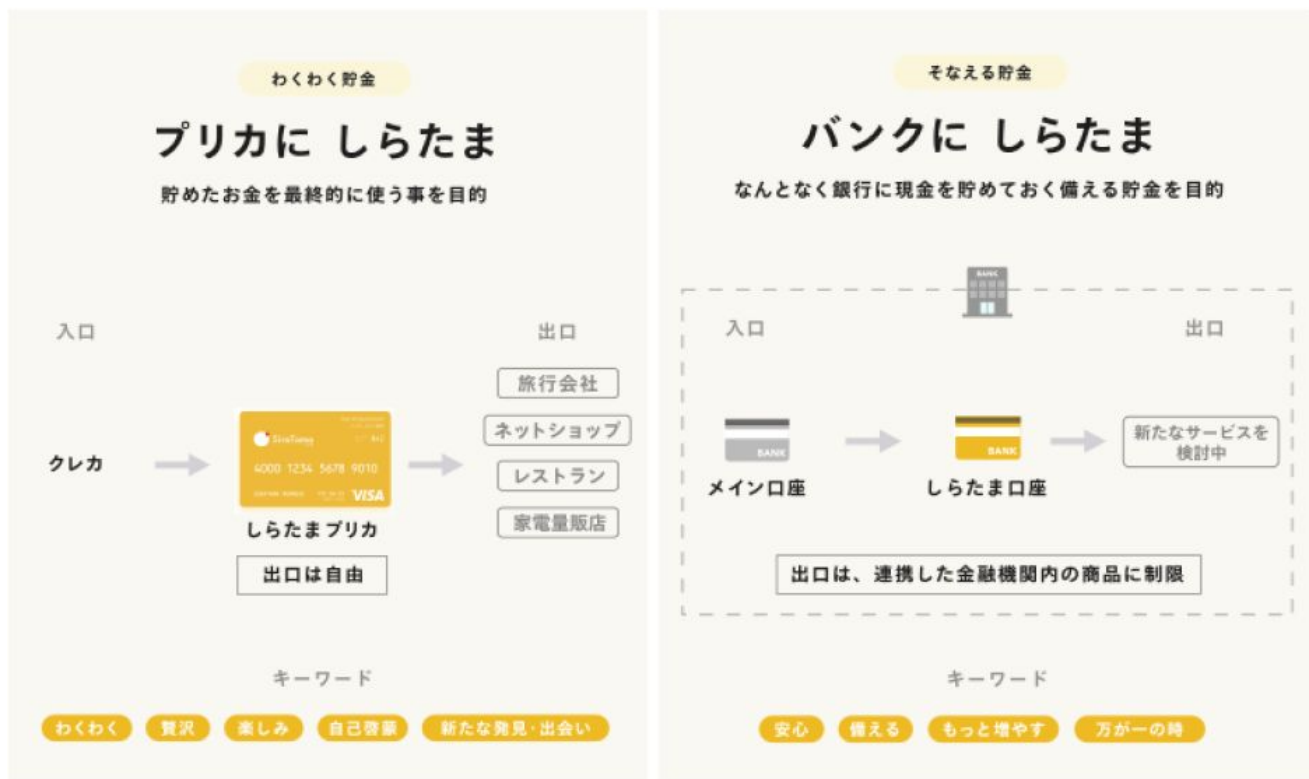 わくわく貯金
プリカに しらたま
貯めたお金を最終的に使う事を目的
入口
出口
旅行会社
ネットショップ
レストラン
家電量販店
クレカ
4000 1234 5678 9010
VISA
しらたまプリカ
出口は自由
キーワード
わくわく
贅沢
楽しみ
自己啓蒙
新たな発見・出会い
そなえる貯金
バンクに しらたま
なんとなく銀行に現金を貯めておく備える貯金を目的
BANK
入口
出口
BANK
メイン口座
BANK
しらたま口座
新たなサービスを
検討中
出口は、連携した金融機関内の商品に制限
キーワード
安心
備える
もっと増やす
万が一の時